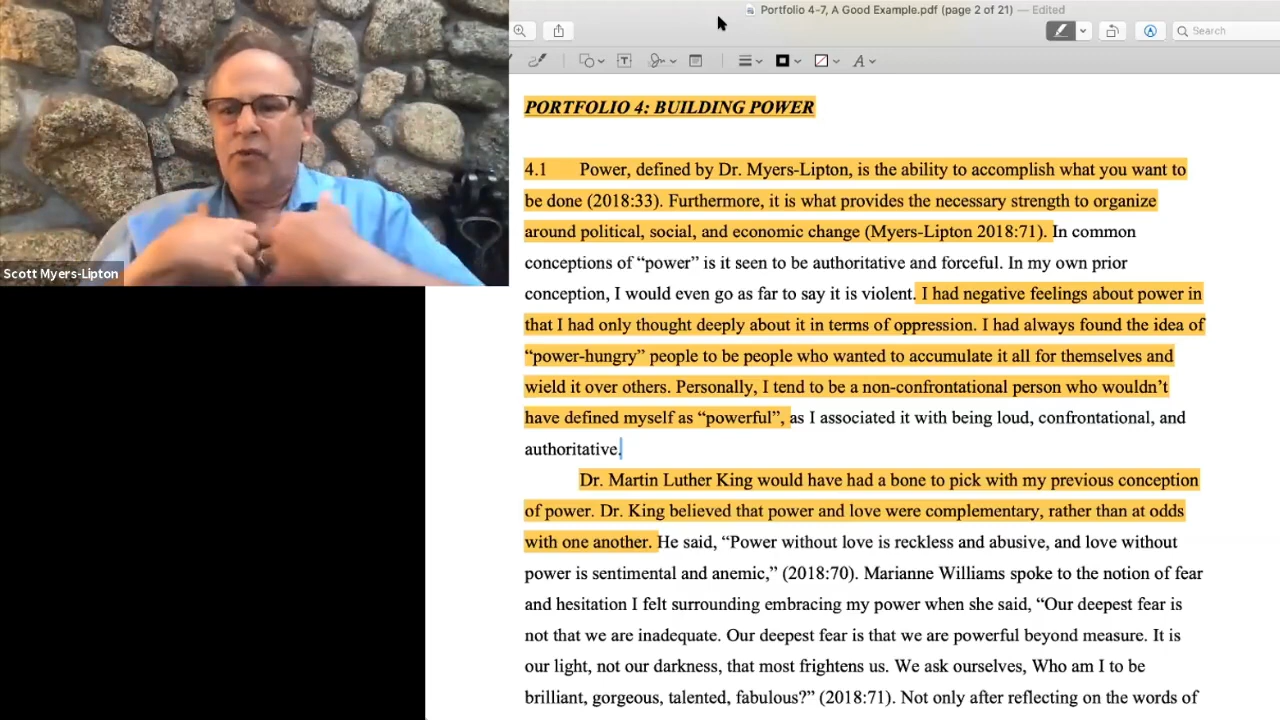 Portfolio 4-7, A Good Example.pdf (page 2 of 21) — Edited
Search
PORTFOLIO 4: BUILDING POWER
4.1 Power, defined by Dr. Myers-Lipton, is the ability to accomplish what you want to
be done (2018:33). Furthermore, it is what provides the necessary strength to organize
around political, social, and economic change (Myers-Lipton 2018:71). In common
conceptions of “power” is it seen to be authoritative and forceful. In my own prior
conception, I would even go as far to say it is violent. I had negative feelings about power in
that I had only thought deeply about it in terms of oppression. I had always found the idea of
“power-hungry” people to be people who wanted to accumulate it all for themselves and
wield it over others. Personally, I tend to be a non-confrontational person who wouldn’t
have defined myself as “powerful”, as I associated it with being loud, confrontational, and
authoritative.
Dr. Martin Luther King would have had a bone to pick with my previous conception
of power. Dr. King believed that power and love were complementary, rather than at odds
with one another. He said, “Power without love is reckless and abusive, and love without
power is sentimental and anemic,” (2018:70). Marianne Williams spoke to the notion of fear
and hesitation I felt surrounding embracing my power when she said, “Our deepest fear is
not that we are inadequate. Our deepest fear is that we are powerful beyond measure. It is
our light, not our darkness, that most frightens us. We ask ourselves, Who am I to be
brilliant, gorgeous, talented, fabulous?” (2018:71). Not only after reflecting on the words of
Scott Myers-Lipton